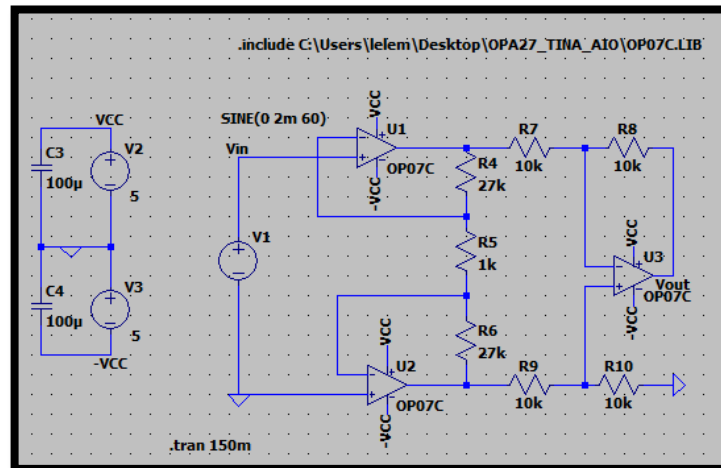 .include C:\Users\lelem\Desktop\OPA27_TINA_AIO\OP07C.LIB
VCC
C3
100µ
V2
5
C4
100µ
V3
5
-VCC
SINE(0 2m 60)
Vin
V1
VCC
U1
OP07C
-VCC
R4
27k
R5
1k
R6
27k
VCC
U2
OP07C
-VCC
R7
10k
R8
10k
VCC
U3
Vout
OP07C
-VCC
R9
10k
R10
10k
.tran 150m